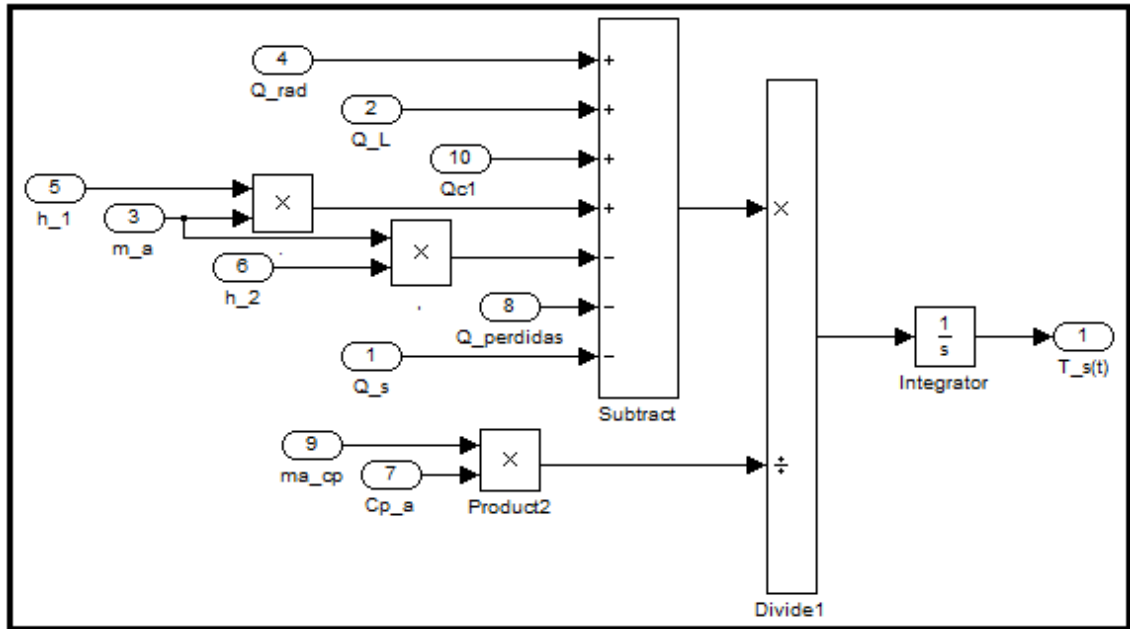 4
+
Q_rad
2
+
Q_L
10
+
Qc1
5
×
+
×
h_1
3
m_a
×
−
6
h_2
8
−
Q_perdidas
1
s
1
1
−
Q_s
Integrator
T_s(t)
Subtract
9
ma_cp
×
÷
7
Cp_a
Product2
Divide1